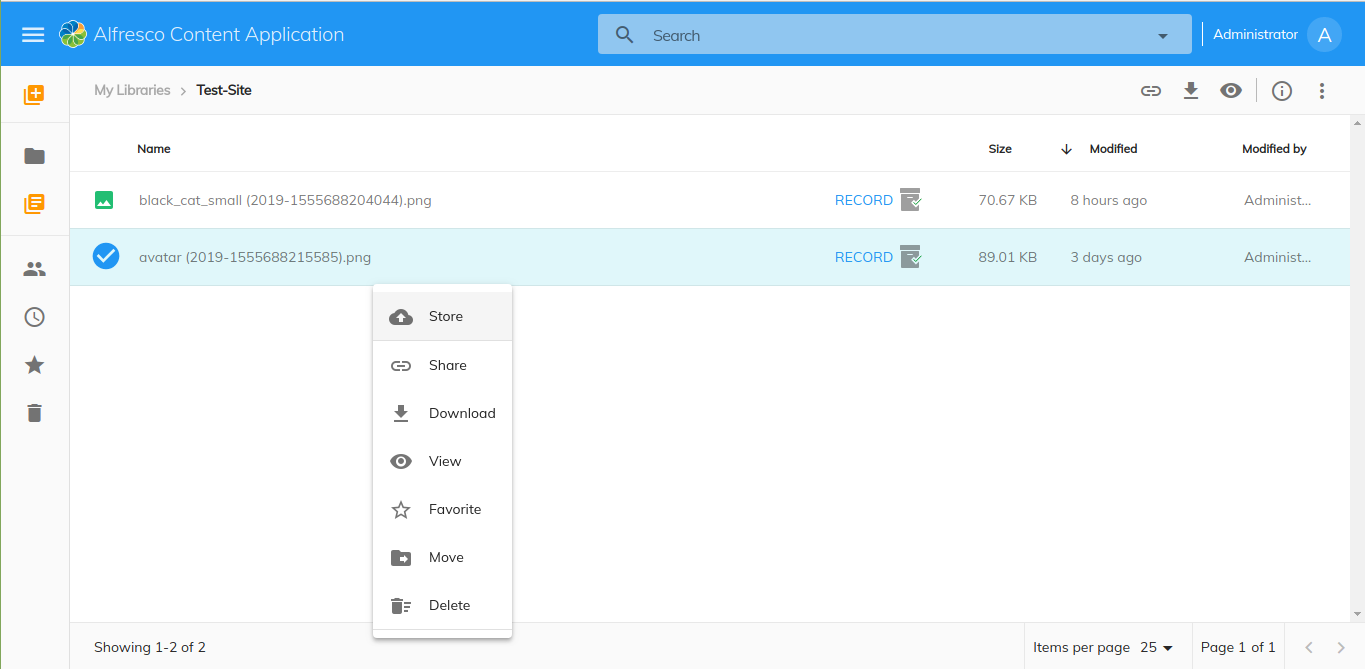 Alfresco Content Application
Search
Administrator A
My Libraries > Test-Site
Name Size Modified Modified by
black_cat_small (2019-1555688204044).png RECORD 70.67 KB 8 hours ago Administ...
avatar (2019-1555688215585).png RECORD 89.01 KB 3 days ago Administ...
Store
Share
Download
View
Favorite
Move
Delete
Showing 1-2 of 2 Items per page 25 Page 1 of 1